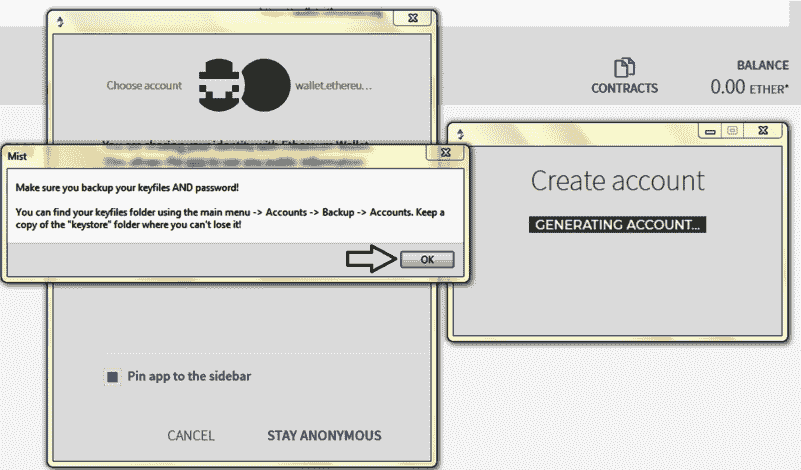 Choose account
wallet.ethereu...
CONTRACTS
BALANCE
0.00 ETHER*
Mist
Make sure you backup your keyfiles AND password!
You can find your keyfiles folder using the main menu -> Accounts -> Backup -> Accounts. Keep a
copy of the "keystore" folder where you can't lose it!
OK
Create account
GENERATING ACCOUNT...
Pin app to the sidebar
CANCEL
STAY ANONYMOUS